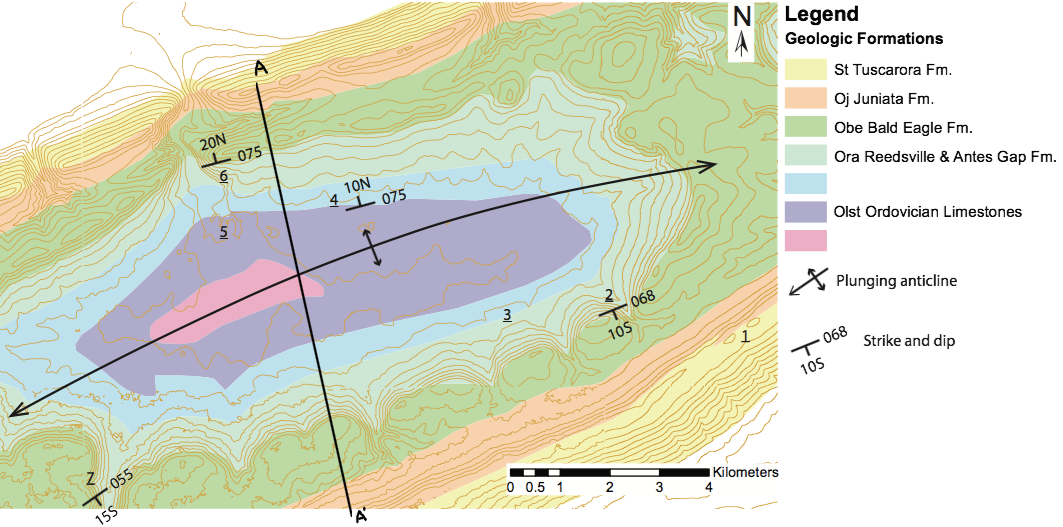 A
N
20N
075
6
10N
4
075
5
2
068
3
10S
1
Z
055
15S
A'
Kilometers
0 0.5 1 2 3 4
Legend
Geologic Formations
St Tuscarora Fm.
Oj Juniata Fm.
Obe Bald Eagle Fm.
Ora Reedsville & Antes Gap Fm.
Olst Ordovician Limestones
Plunging anticline
068
10S
Strike and dip